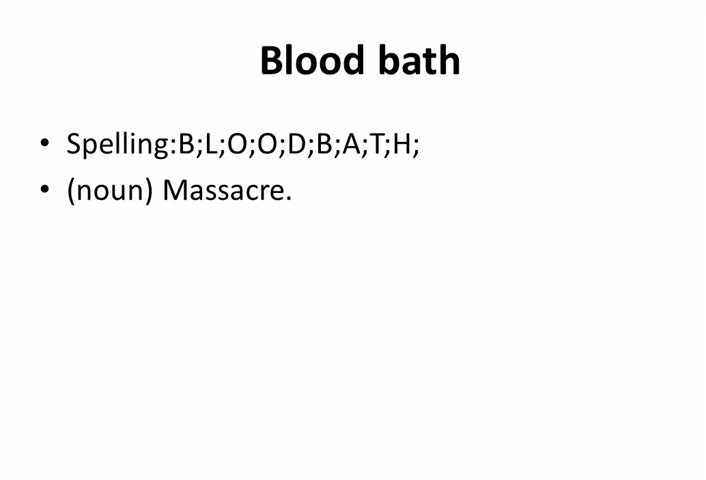 Blood bath
• Spelling:B;L;O;O;D;B;A;T;H;
• (noun) Massacre.